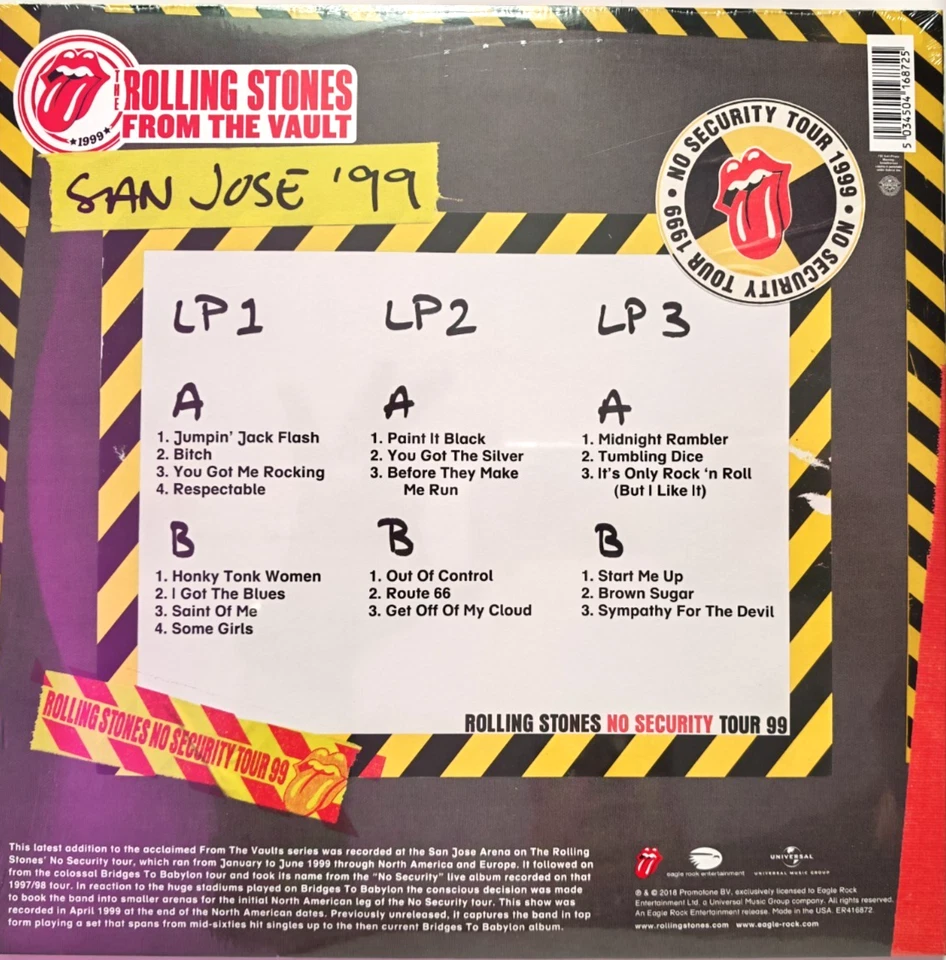 THE ROLLING STONES
FROM THE VAULT
★1999★
SAN JOSE '99
5 034504 168725
NO SECURITY TOUR 1999 • NO SECURITY TOUR 1999 •
LP 1
A
1. Jumpin' Jack Flash
2. Bitch
3. You Got Me Rocking
4. Respectable
B
1. Honky Tonk Women
2. I Got The Blues
3. Saint Of Me
4. Some Girls
LP 2
A
1. Paint It Black
2. You Got The Silver
3. Before They Make
Me Run
B
1. Out Of Control
2. Route 66
3. Get Off Of My Cloud
LP 3
A
1. Midnight Rambler
2. Tumbling Dice
3. It's Only Rock 'n Roll
(But I Like It)
B
1. Start Me Up
2. Brown Sugar
3. Sympathy For The Devil
ROLLING STONES NO SECURITY TOUR 99
ROLLING STONES NO SECURITY TOUR 99
This latest addition to the acclaimed From The Vaults series was recorded at the San Jose Arena on The Rolling
Stones' No Security tour, which ran from January to June 1999 through North America and Europe. It followed on
from the colossal Bridges To Babylon tour and took its name from the "No Security" live album recorded on that
1997/98 tour. In reaction to the huge stadiums played on Bridges To Babylon the conscious decision was made
to book the band into smaller arenas for the initial North American leg of the No Security tour. This show was
recorded in April 1999 at the end of the North American dates. Previously unreleased, it captures the band in top
form playing a set that spans from mid-sixties hit singles up to the then current Bridges To Babylon album.
eagle rock entertainment
UNIVERSAL
UNIVERSAL MUSIC GROUP
℗ & © 2018 Promotone BV, exclusively licensed to Eagle Rock
Entertainment Ltd, a Universal Music Group company. All rights reserved.
An Eagle Rock Entertainment release. Made in the USA. ER416872.
www.rollingstones.com www.eagle-rock.com